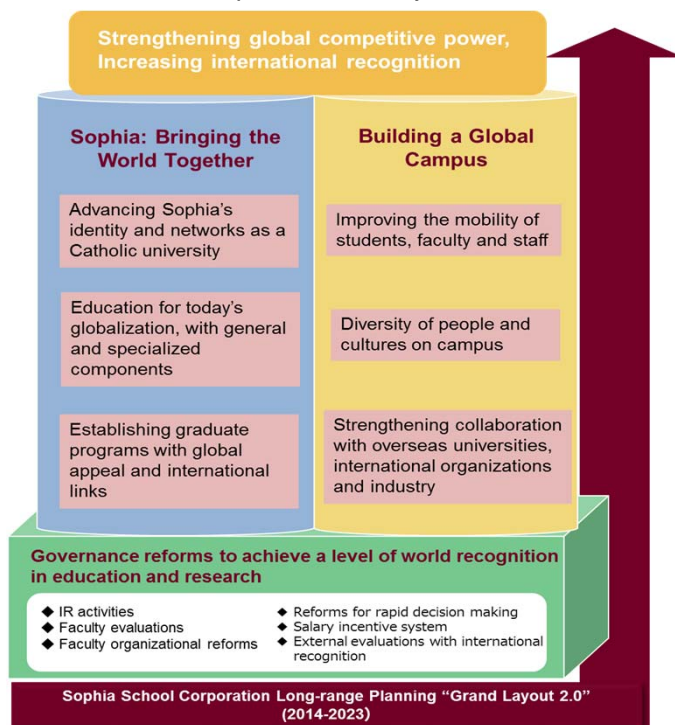 Strengthening global competitive power,
Increasing international recognition
Sophia: Bringing the
World Together
Advancing Sophia's
identity and networks as a
Catholic university
Education for today's
globalization, with general
and specialized
components
Establishing graduate
programs with global
appeal and international
links
Building a Global
Campus
Improving the mobility of
students, faculty and staff
Diversity of people and
cultures on campus
Strengthening collaboration
with overseas universities,
international organizations
and industry
Governance reforms to achieve a level of world recognition
in education and research
◆ IR activities
◆ Faculty evaluations
◆ Faculty organizational reforms
◆ Reforms for rapid decision making
◆ Salary incentive system
◆ External evaluations with international
recognition
Sophia School Corporation Long-range Planning “Grand Layout 2.0”
(2014-2023)